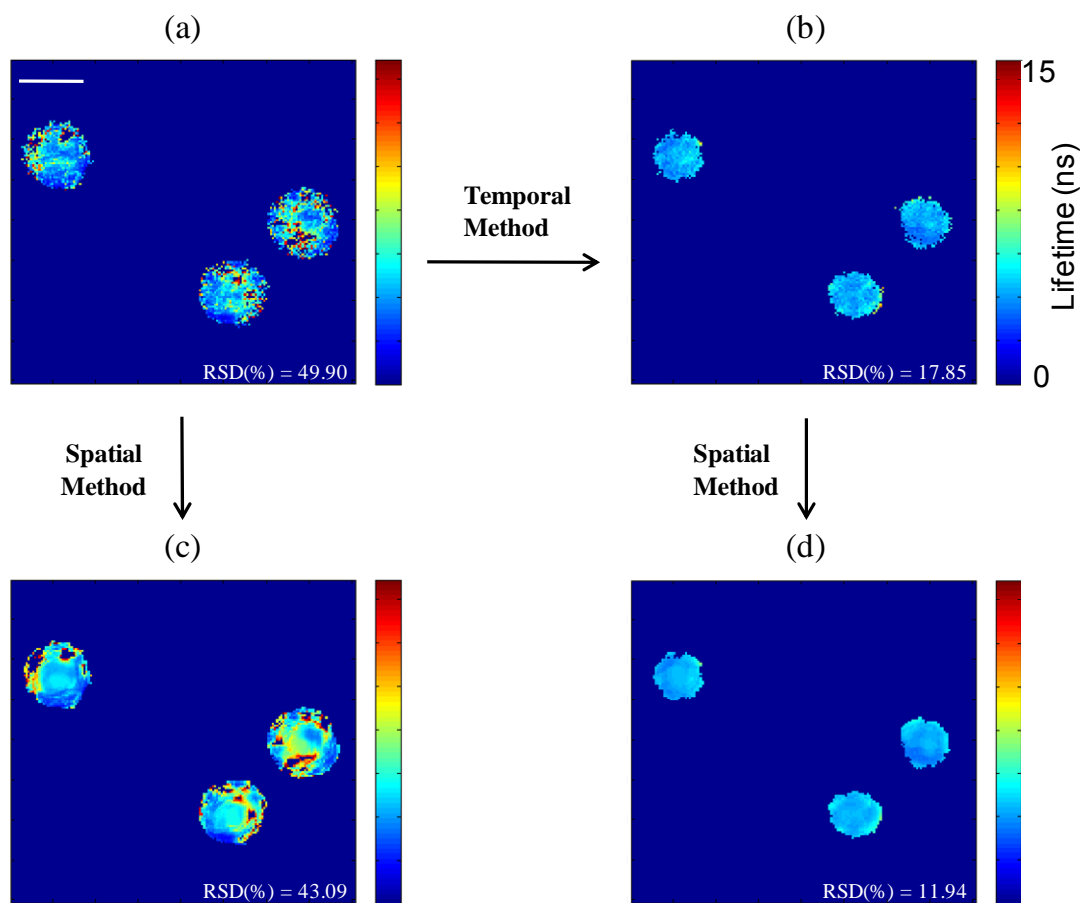 (a)
(b)
15
Lifetime (ns)
0
RSD(%) = 49.90
Temporal
Method
RSD(%) = 17.85
Spatial
Method
Spatial
Method
(c)
(d)
RSD(%) = 43.09
RSD(%) = 11.94